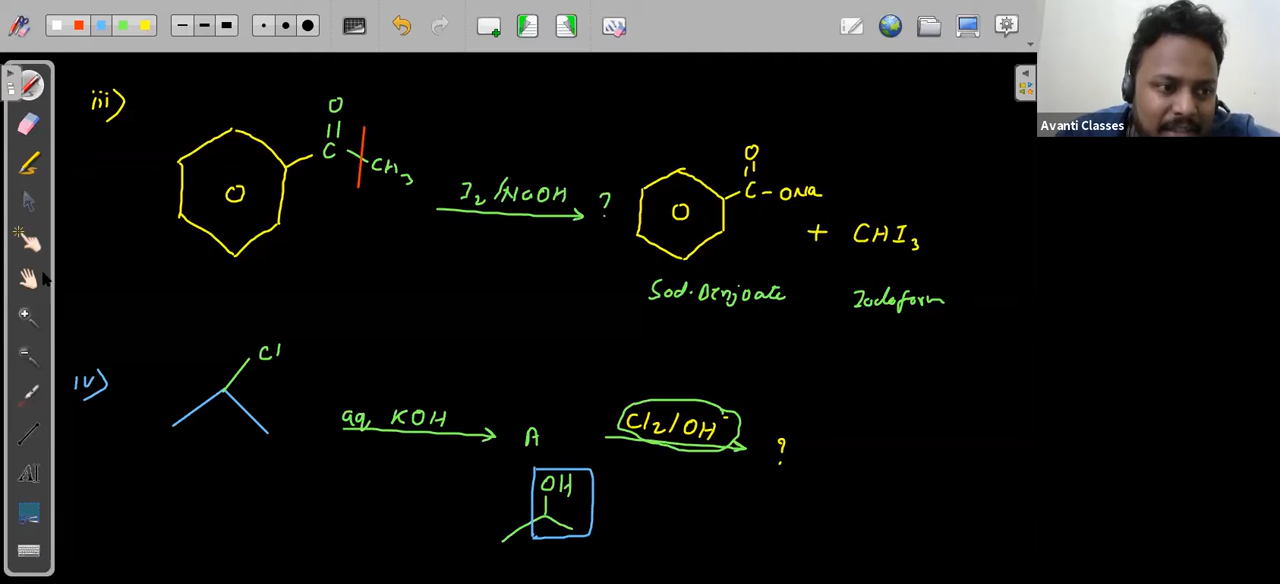 Avanti Classes
iii)
O
C
CH3
O
I2/NaOH
?
O
C - ONa
O
+ CHI3
Sod. Benzoate Iodoform
iv)
Cl
aq KOH
A
Cl2/OH-
?
OH